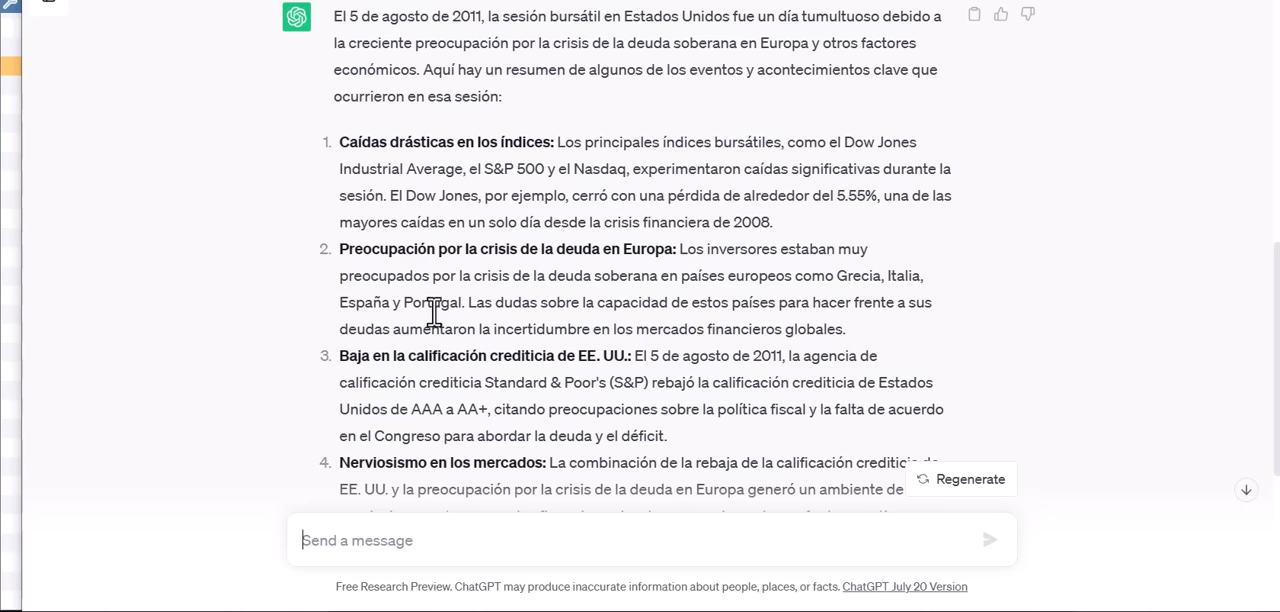 El 5 de agosto de 2011, la sesión bursátil en Estados Unidos fue un día tumultuoso debido a
la creciente preocupación por la crisis de la deuda soberana en Europa y otros factores
económicos. Aquí hay un resumen de algunos de los eventos y acontecimientos clave que
ocurrieron en esa sesión:
1. Caídas drásticas en los índices: Los principales índices bursátiles, como el Dow Jones
Industrial Average, el S&P 500 y el Nasdaq, experimentaron caídas significativas durante la
sesión. El Dow Jones, por ejemplo, cerró con una pérdida de alrededor del 5.55%, una de las
mayores caídas en un solo día desde la crisis financiera de 2008.
2. Preocupación por la crisis de la deuda en Europa: Los inversores estaban muy
preocupados por la crisis de la deuda soberana en países europeos como Grecia, Italia,
España y Portugal. Las dudas sobre la capacidad de estos países para hacer frente a sus
deudas aumentaron la incertidumbre en los mercados financieros globales.
3. Baja en la calificación crediticia de EE. UU.: El 5 de agosto de 2011, la agencia de
calificación crediticia Standard & Poor's (S&P) rebajó la calificación crediticia de Estados
Unidos de AAA a AA+, citando preocupaciones sobre la política fiscal y la falta de acuerdo
en el Congreso para abordar la deuda y el déficit.
4. Nerviosismo en los mercados: La combinación de la rebaja de la calificación crediticia de
EE. UU. y la preocupación por la crisis de la deuda en Europa generó un ambiente de
Regenerate
Send a message
Free Research Preview. ChatGPT may produce inaccurate information about people, places, or facts. ChatGPT July 20 Version